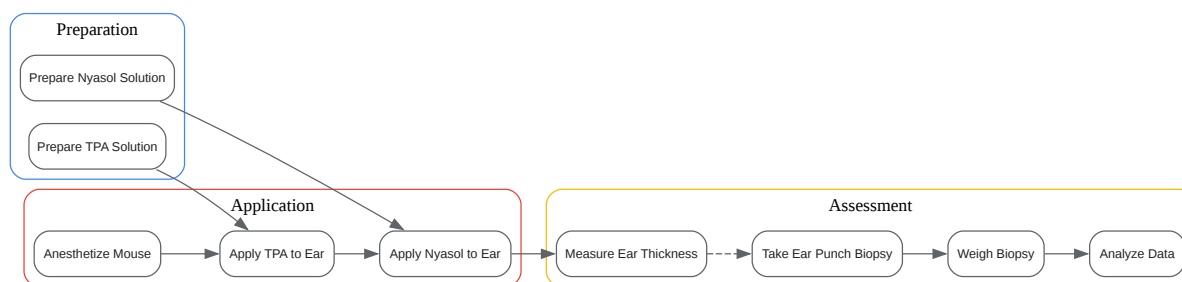 Preparation
Prepare Nyasol Solution
Prepare TPA Solution
Application
Anesthetize Mouse
Apply TPA to Ear
Apply Nyasol to Ear
Assessment
Measure Ear Thickness
Take Ear Punch Biopsy
Weigh Biopsy
Analyze Data